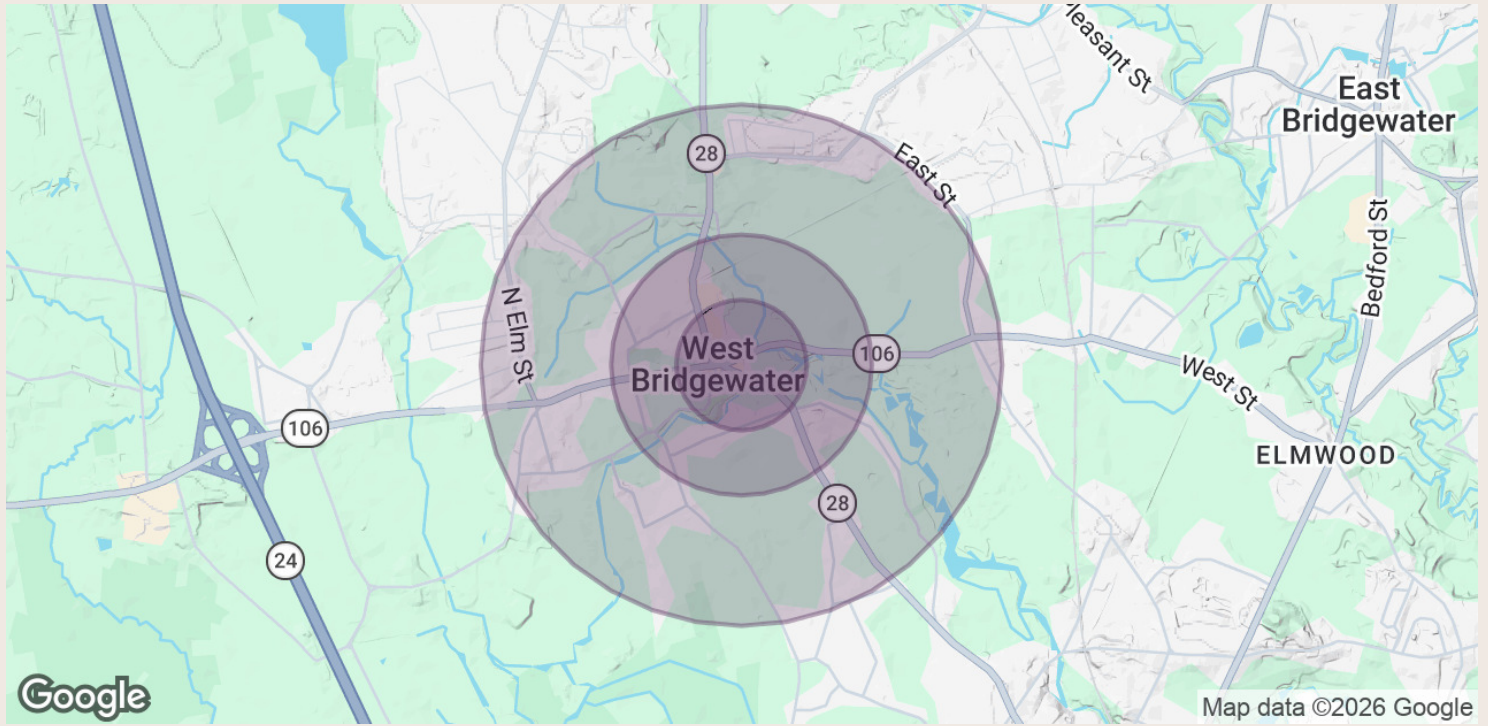 Pleasant St
East
Bridgewater
28
East St
Bedford St
N Elm St
West
Bridgewater
106
West St
106
ELMWOOD
28
24
Google
Map data ©2026 Google